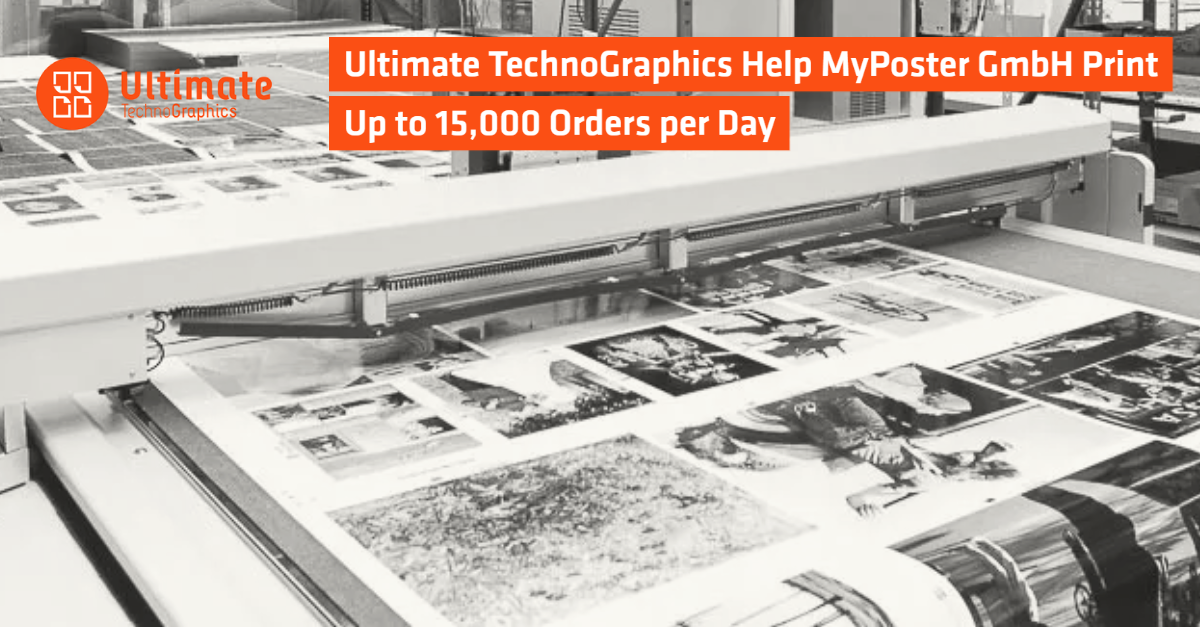 Ultimate
TechnoGraphics
Ultimate TechnoGraphics Help MyPoster GmbH Print
Up to 15,000 Orders per Day